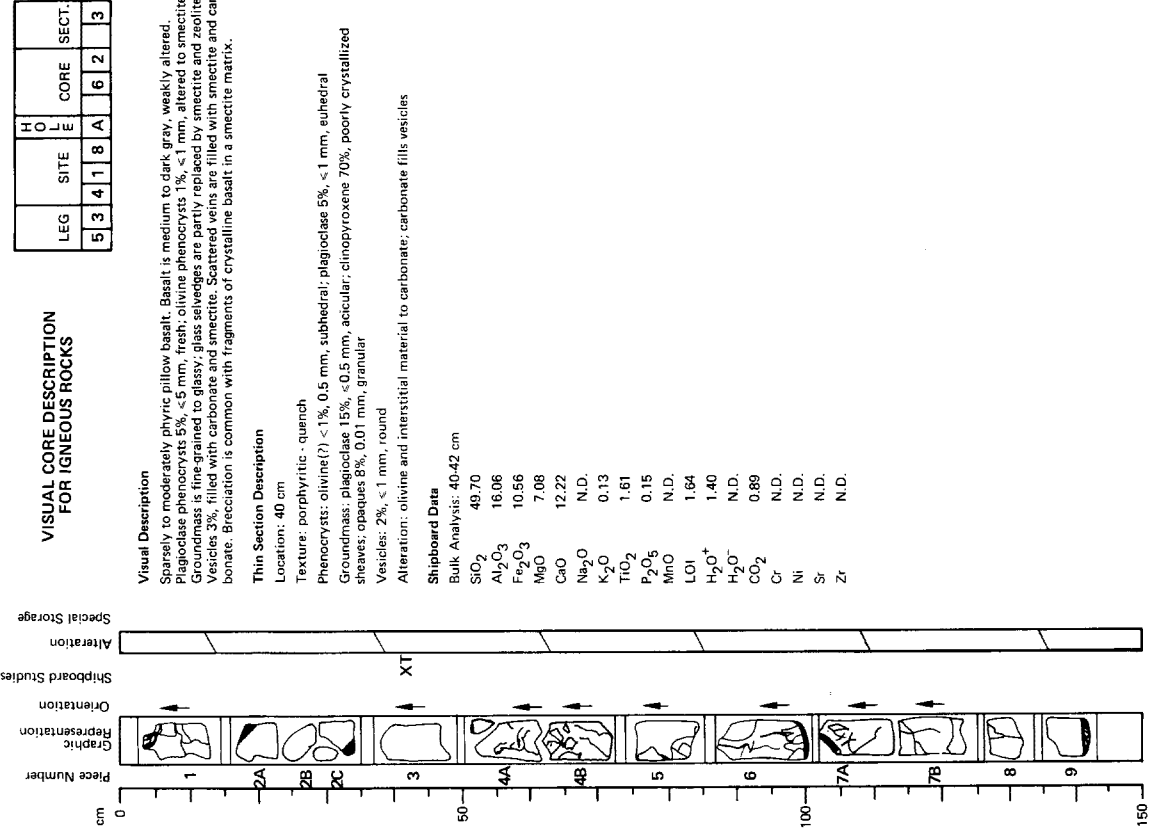 VISUAL CORE DESCRIPTION
FOR IGNEOUS ROCKS
LEG SITE HOLE CORE SECT.
5 3 4 1 8 A 6 2 3
Visual Description
Sparsely to moderately phyric pillow basalt. Basalt is medium to dark gray, weakly altered.
Plagioclase phenocrysts 5%, ≤5 mm, fresh; olivine phenocrysts 1%, ≤1 mm, altered to smectite
Groundmass is fine-grained to glassy; glass selvedges are partly replaced by smectite and zeolite
Vesicles 3%, filled with carbonate and smectite. Scattered veins are filled with smectite and car
bonate. Brecciation is common with fragments of crystalline basalt in a smectite matrix.
Thin Section Description
Location: 40 cm
Texture: porphyritic - quench
Phenocrysts: olivine(?) <1%, 0.5 mm, subhedral; plagioclase 5%, ≤1 mm, euhedral
Groundmass: plagioclase 15%, ≤0.5 mm, acicular; clinopyroxene 70%, poorly crystallized
sheaves; opaques 8%, 0.01 mm, granular
Vesicles: 2%, ≤1 mm, round
Alteration: olivine and interstitial material to carbonate; carbonate fills vesicles
Shipboard Data
Bulk Analysis: 40-42 cm
SiO2 49.70
Al2O3 16.06
Fe2O3 10.56
MgO 7.08
CaO 12.22
Na2O N.D.
K2O 0.13
TiO2 1.61
P2O5 0.15
MnO N.D.
LOI 1.64
H2O+ 1.40
H2O- N.D.
CO2 0.89
Cr N.D.
Ni N.D.
Sr N.D.
Zr N.D.
Special Storage
Alteration
Shipboard Studies
XT
Orientation
Graphic
Representation
Piece Number
1 2A 2B 2C 3 4A 4B 5 6 7A 7B 8 9
cm 0 50 100 150